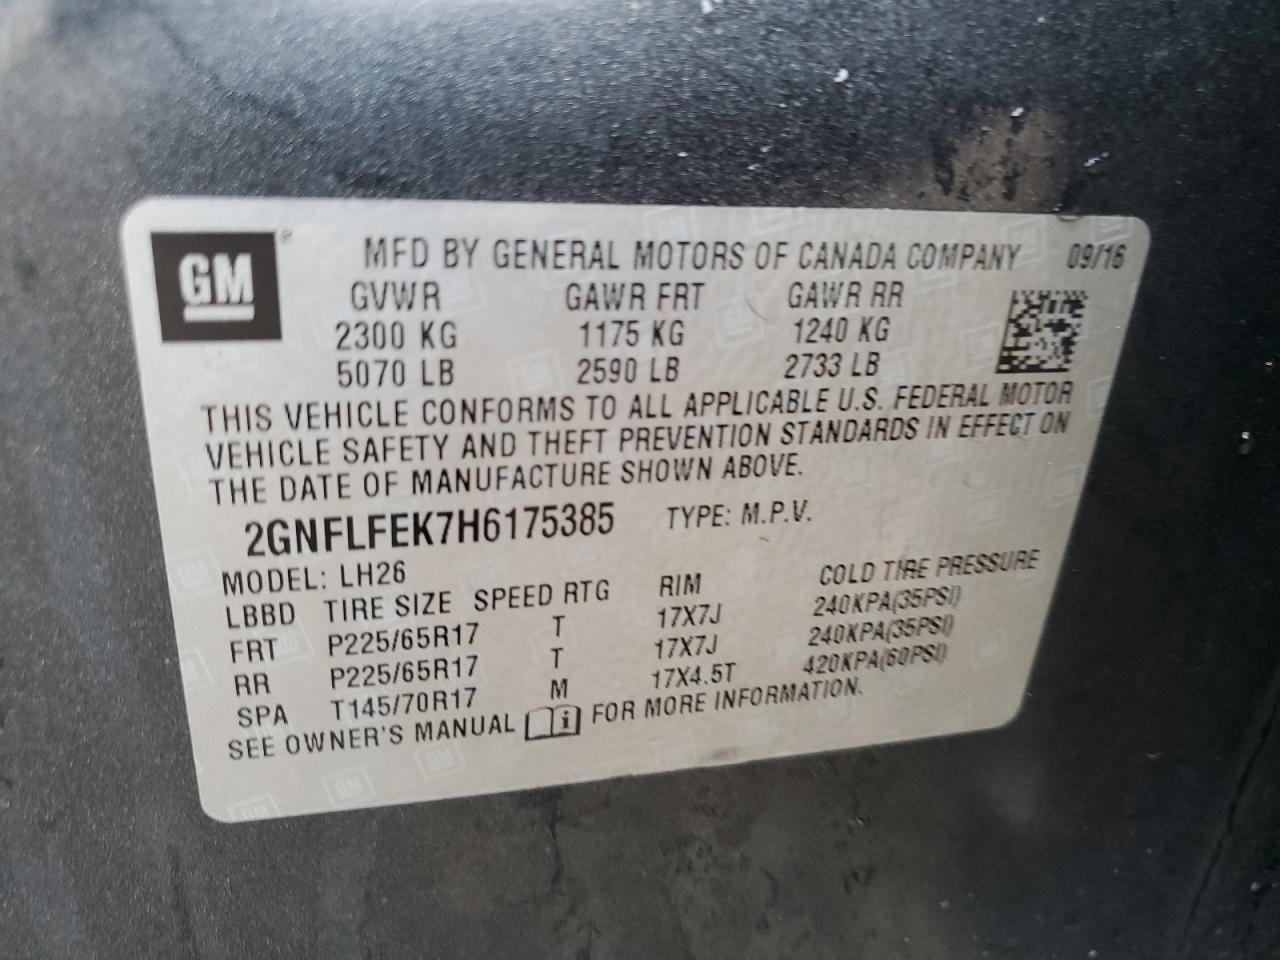 GM ® MFD BY GENERAL MOTORS OF CANADA COMPANY 09/16
GVWR GAWR FRT GAWR RR
2300 KG 1175 KG 1240 KG
5070 LB 2590 LB 2733 LB
THIS VEHICLE CONFORMS TO ALL APPLICABLE U.S. FEDERAL MOTOR
VEHICLE SAFETY AND THEFT PREVENTION STANDARDS IN EFFECT ON
THE DATE OF MANUFACTURE SHOWN ABOVE.
2GNFLFEK7H6175385 TYPE: M.P.V.
MODEL: LH26
LBBD TIRE SIZE SPEED RTG RIM COLD TIRE PRESSURE
FRT P225/65R17 T 17X7J 240KPA(35PSI)
RR P225/65R17 T 17X7J 240KPA(35PSI)
SPA T145/70R17 M 17X4.5T 420KPA(60PSI)
SEE OWNER'S MANUAL i FOR MORE INFORMATION.